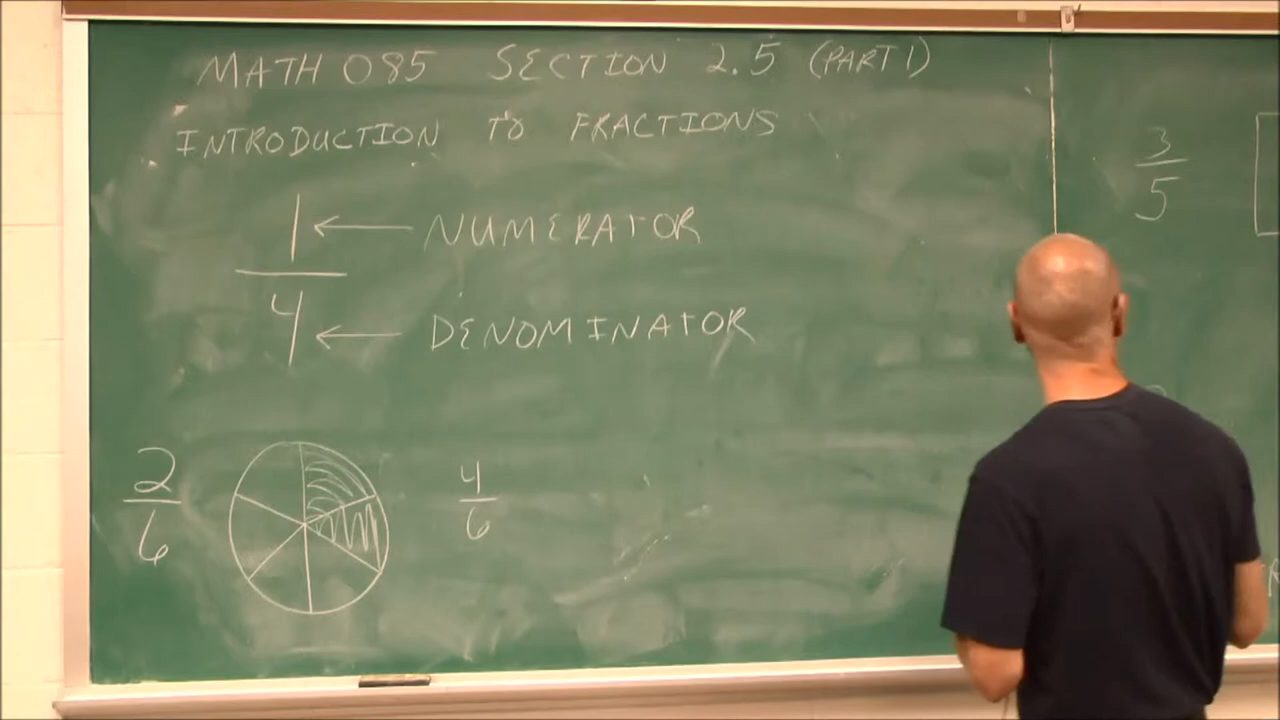 MATH 085 SECTION 2.5 (PART 1)
INTRODUCTION TO FRACTIONS
1 ← NUMERATOR
4 ← DENOMINATOR
2
6
4
6
3
5